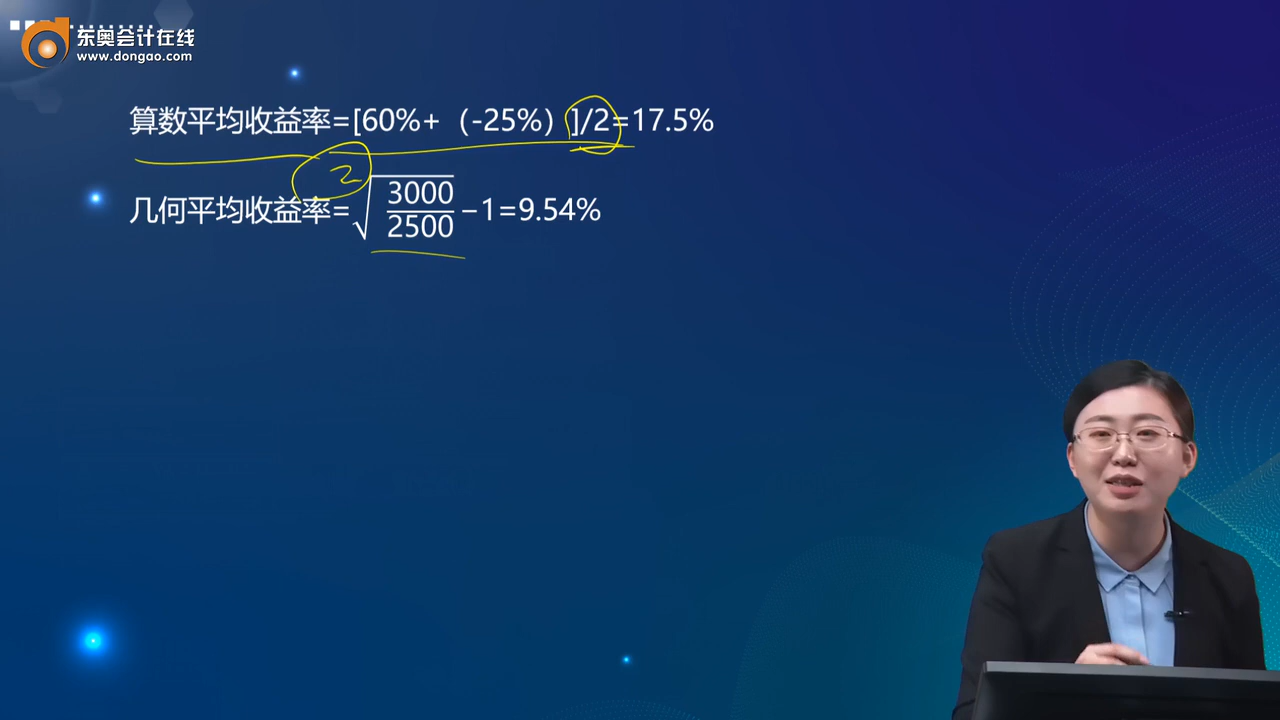 东奥会计在线
www.dongao.com
算数平均收益率=[60%+（-25%）]/2=17.5%
2
几何平均收益率=√3000/2500-1=9.54%